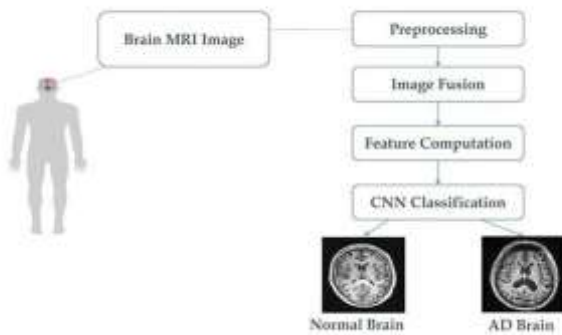 Brain MRI Image
Preprocessing
Image Fusion
Feature Computation
CNN Classification
Normal Brain
AD Brain